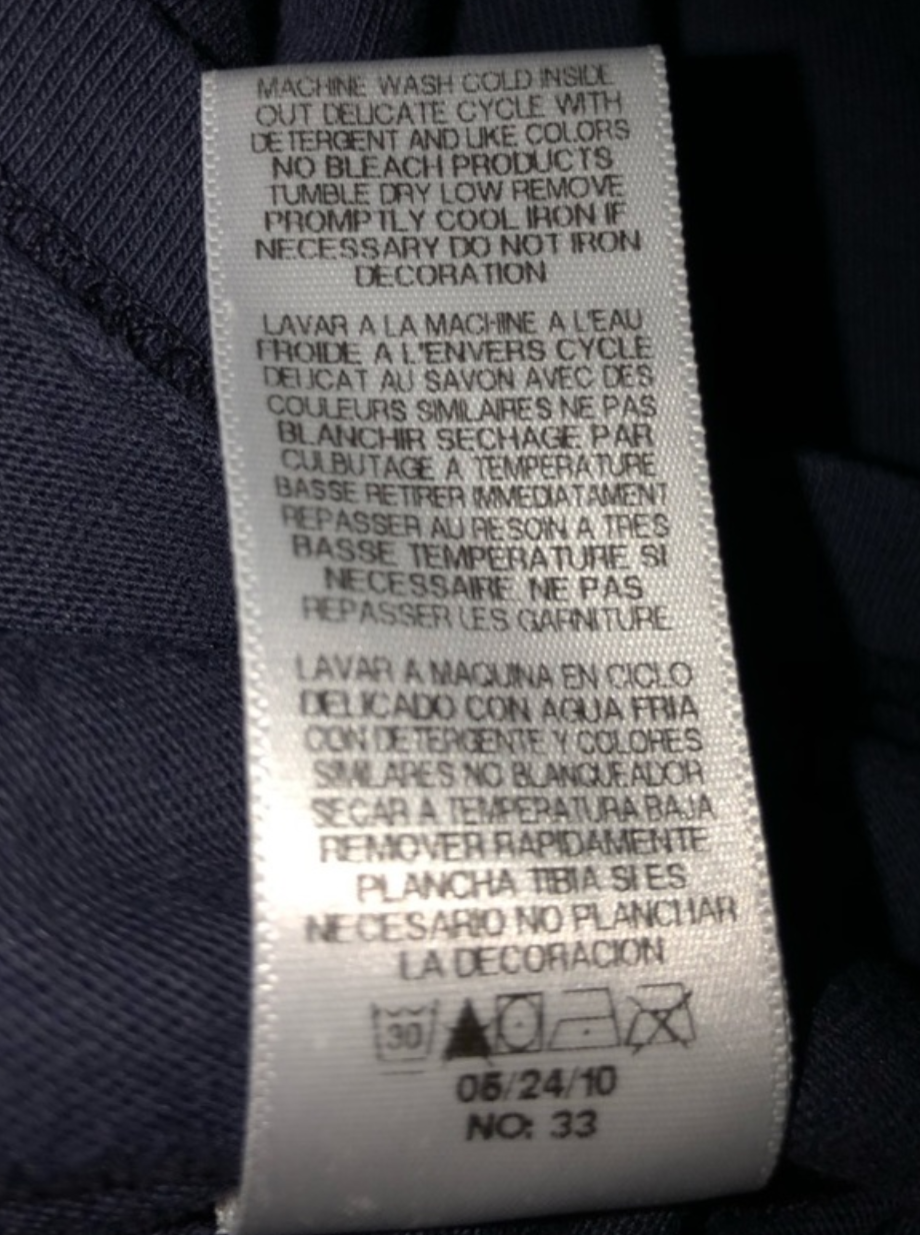 MACHINE WASH COLD INSIDE
OUT DELICATE CYCLE WITH
DETERGENT AND LIKE COLORS
NO BLEACH PRODUCTS
TUMBLE DRY LOW REMOVE
PROMPTLY COOL IRON IF
NECESSARY DO NOT IRON
DECORATION
LAVAR A LA MACHINE A L'EAU
FROIDE A L'ENVERS CYCLE
DELICAT AU SAVON AVEC DES
COULEURS SIMILAIRES NE PAS
BLANCHIR SECHAGE PAR
CULBUTAGE A TEMPERATURE
BASSE RETIRER IMMEDIATAMENT
REPASSER AU RESOIN A TRES
BASSE TEMPERATURE SI
NECESSAIRE NE PAS
REPASSER LES GARNITURE
LAVAR A MAQUINA EN CICLO
DELICADO CON AGUA FRIA
CON DETERGENTE Y COLORES
SIMILARES NO BLANQUEADOR
SECAR A TEMPERATURA BAJA
REMOVER RAPIDAMENTE
PLANCHA TIBIA SI ES
NECESARIO NO PLANCHAR
LA DECORACION
30
05/24/10
NO: 33